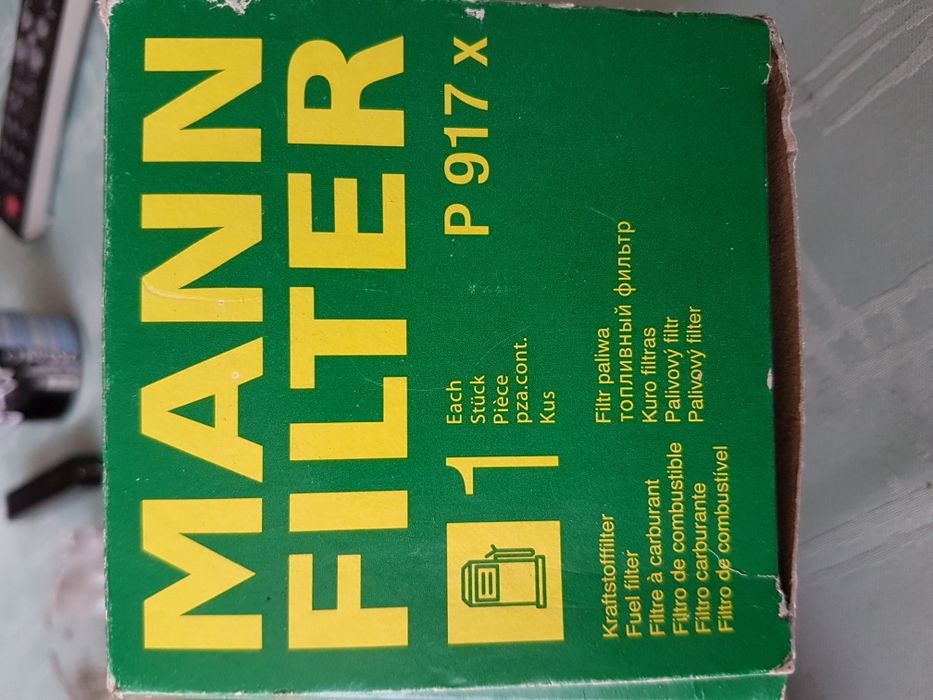 MANN
FILTER
P 917 x
1
Each
Stück
Pièce
pza.cont.
Kus
Kraftstofffilter
Fuel filter
Filtre à carburant
Filtro de combustible
Filtro carburante
Filtro de combustível
Filtr paliwa
топливный фильтр
Kuro filtras
Palivový filtr
Palivový filter